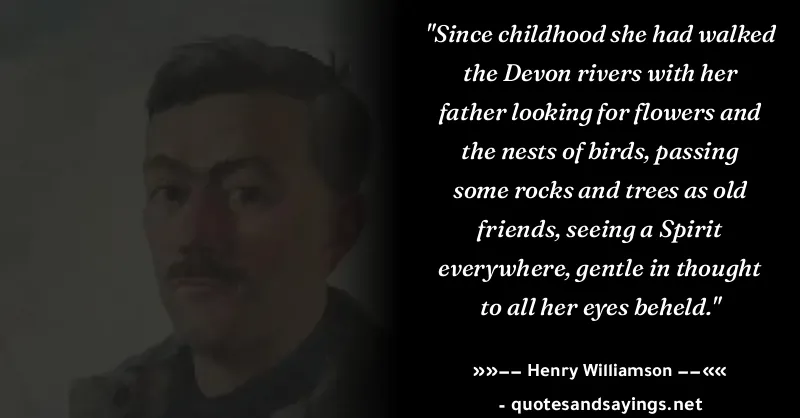 "Since childhood she had walked
the Devon rivers with her
father looking for flowers and
the nests of birds, passing
some rocks and trees as old
friends, seeing a Spirit
everywhere, gentle in thought
to all her eyes beheld."
»»−− Henry Williamson −−««
- quotesandsayings.net